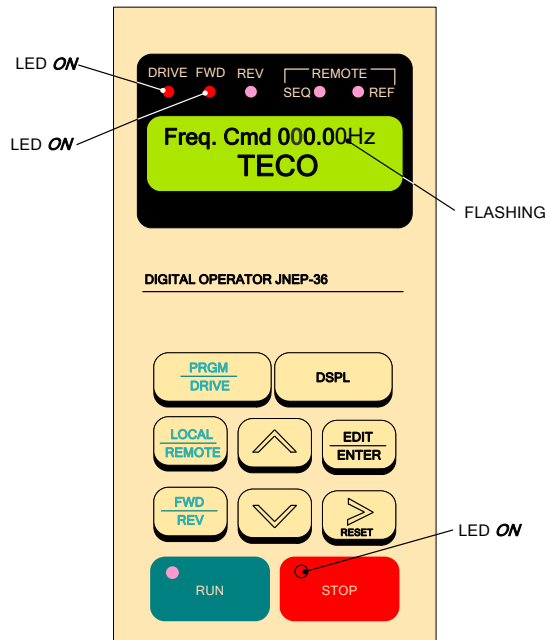 LED ON
DRIVE FWD REV REMOTE
SEQ REF
LED ON
Freq. Cmd 000.00Hz
TECO
FLASHING
DIGITAL OPERATOR JNEP-36
PRGM
DRIVE
DSPL
LOCAL
REMOTE
EDIT
ENTER
FWD
REV
RESET
LED ON
RUN
STOP